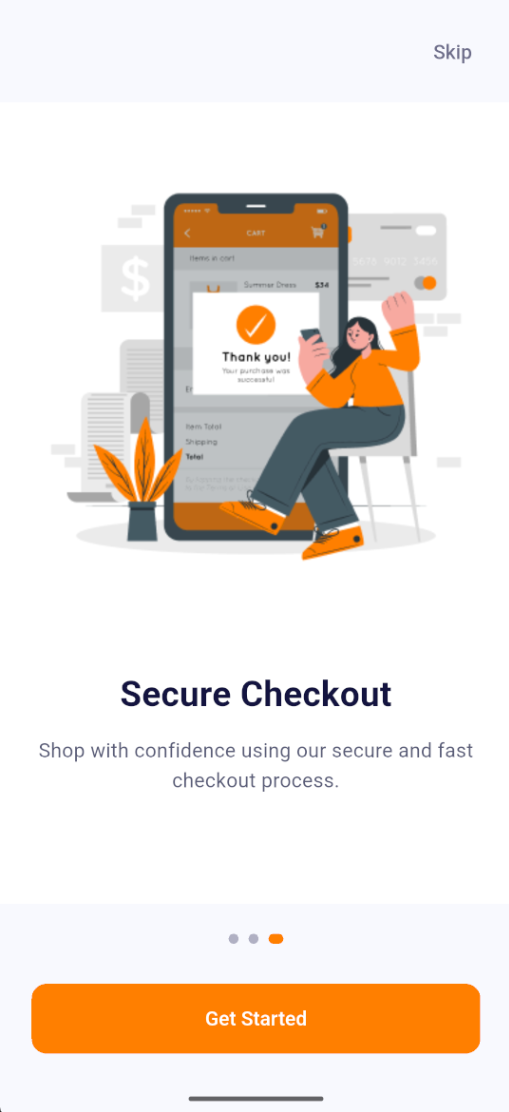 Skip
CART
Items in cart
Summer Dress $34
5678 9012 3456
$
Thank you!
Your purchase was
successful
Item Total
Shipping
Total
Secure Checkout
Shop with confidence using our secure and fast
checkout process.
Get Started